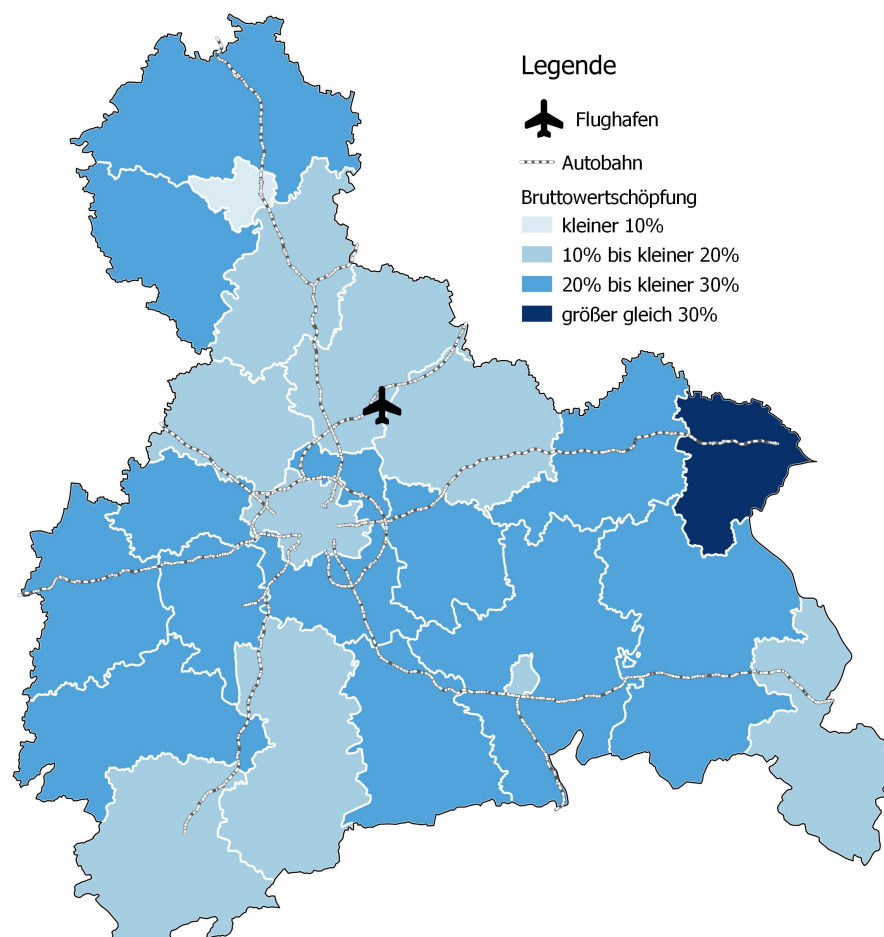 Legende
Flughafen
Autobahn
Bruttowertschöpfung
kleiner 10%
10% bis kleiner 20%
20% bis kleiner 30%
größer gleich 30%